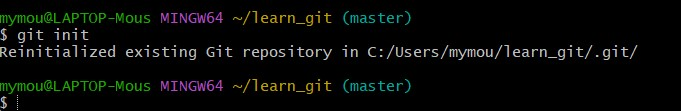 mymou@LAPTOP-Mous MINGW64 ~/learn_git (master)
$ git init
Reinitialized existing Git repository in C:/Users/mymou/learn_git/.git/
mymou@LAPTOP-Mous MINGW64 ~/learn_git (master)
$